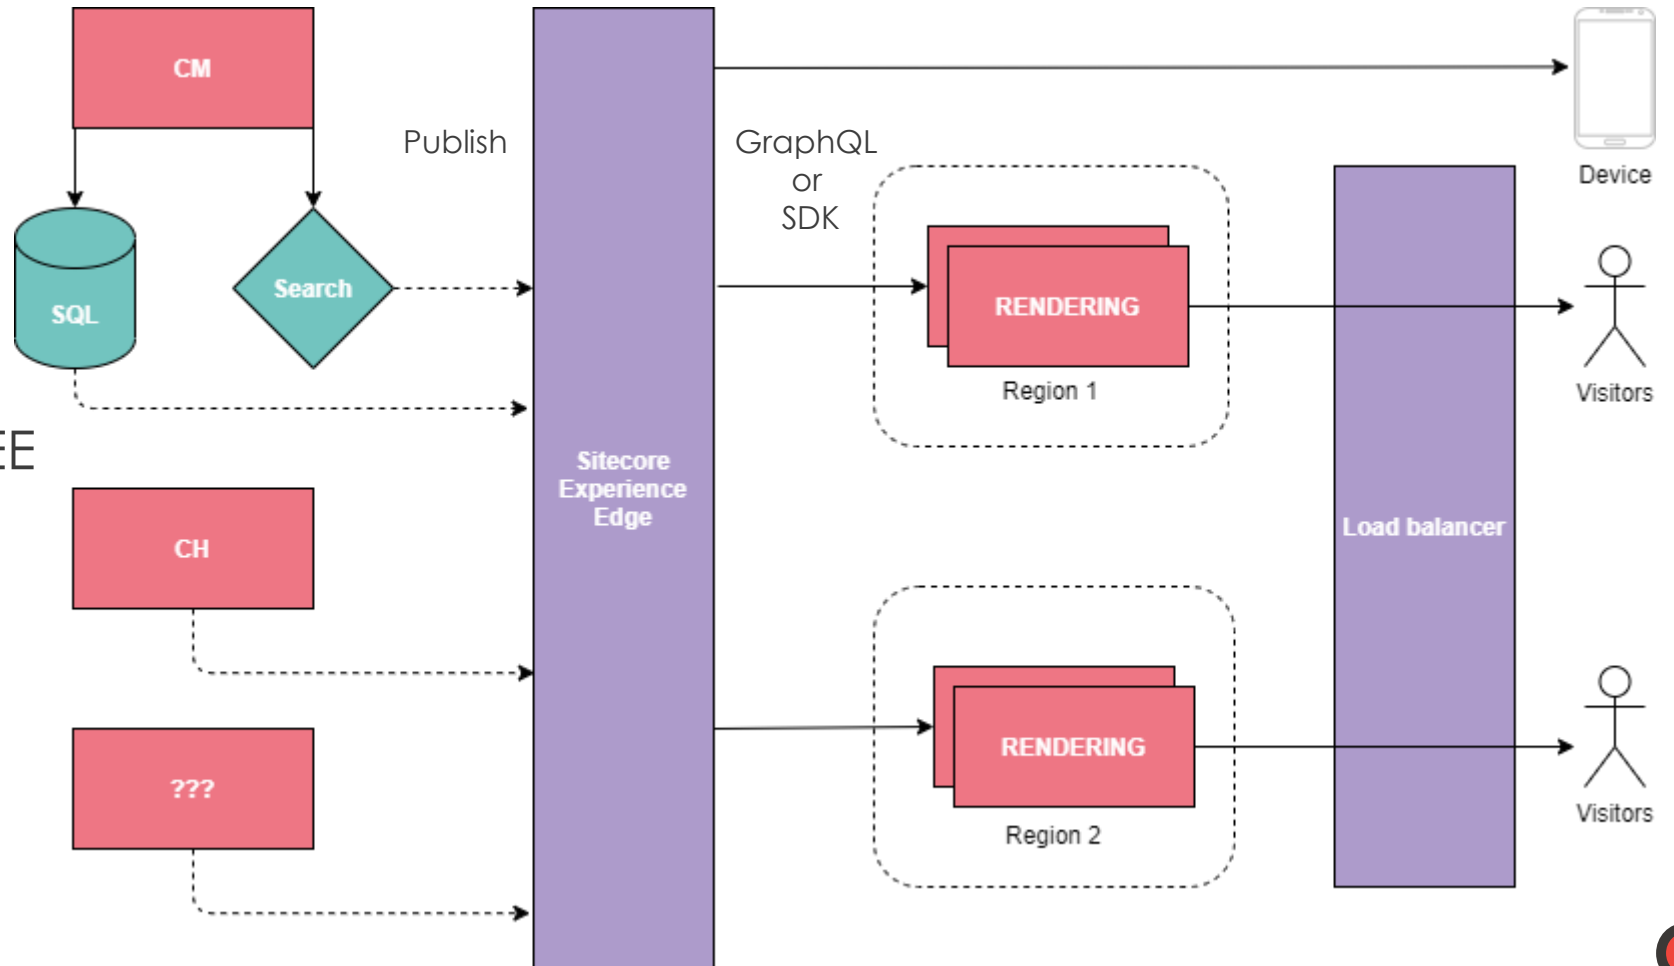 CM
Publish
GraphQL
or
SDK
Device
Search
SQL
RENDERING
Region 1
Visitors
EE
Sitecore
Experience
Edge
CH
Load balancer
???
RENDERING
Region 2
Visitors